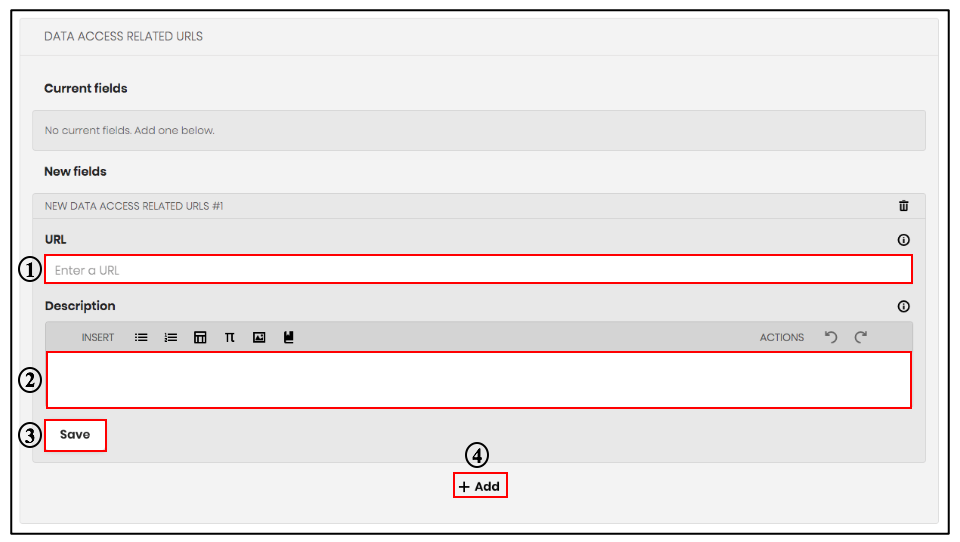 DATA ACCESS RELATED URLS
Current fields
No current fields. Add one below.
New fields
NEW DATA ACCESS RELATED URLS #1
URL
1 Enter a URL
Description
INSERT π ACTIONS
2
3 Save
4
+ Add